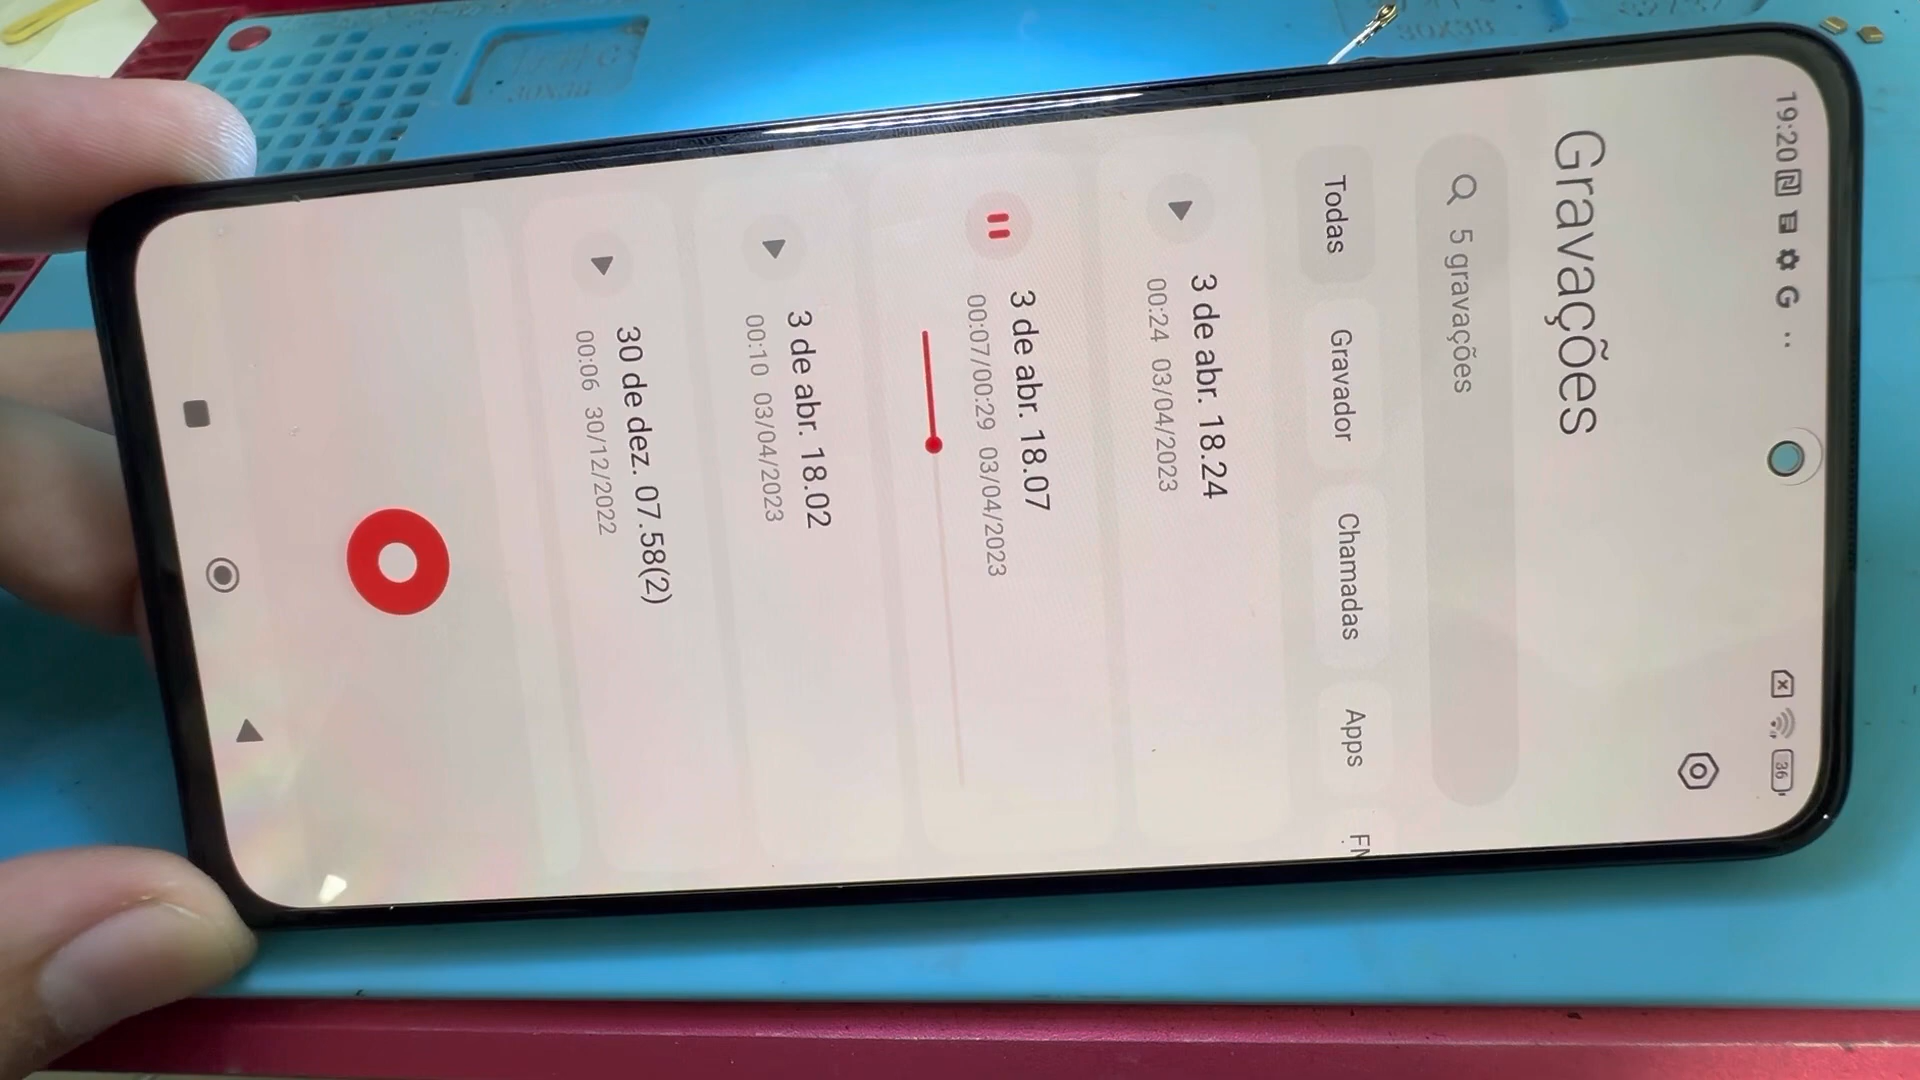 19:20 G
36
Gravações
5 gravações
Todas Gravador Chamadas Apps
3 de abr. 18.24
00:24 03/04/2023
3 de abr. 18.07
00:07/00:29 03/04/2023
3 de abr. 18.02
00:10 03/04/2023
30 de dez. 07.58(2)
00:06 30/12/2022
30X38